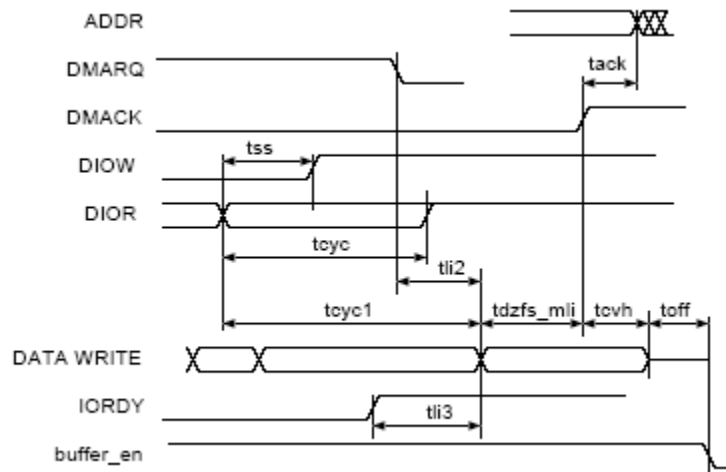 ADDR
DMARQ
tack
DMACK
tss
DIOW
DIOR
tcyc
tli2
tcyc1
tdzfs_mli
tcvh
toff
DATA WRITE
IORDY
tli3
buffer_en